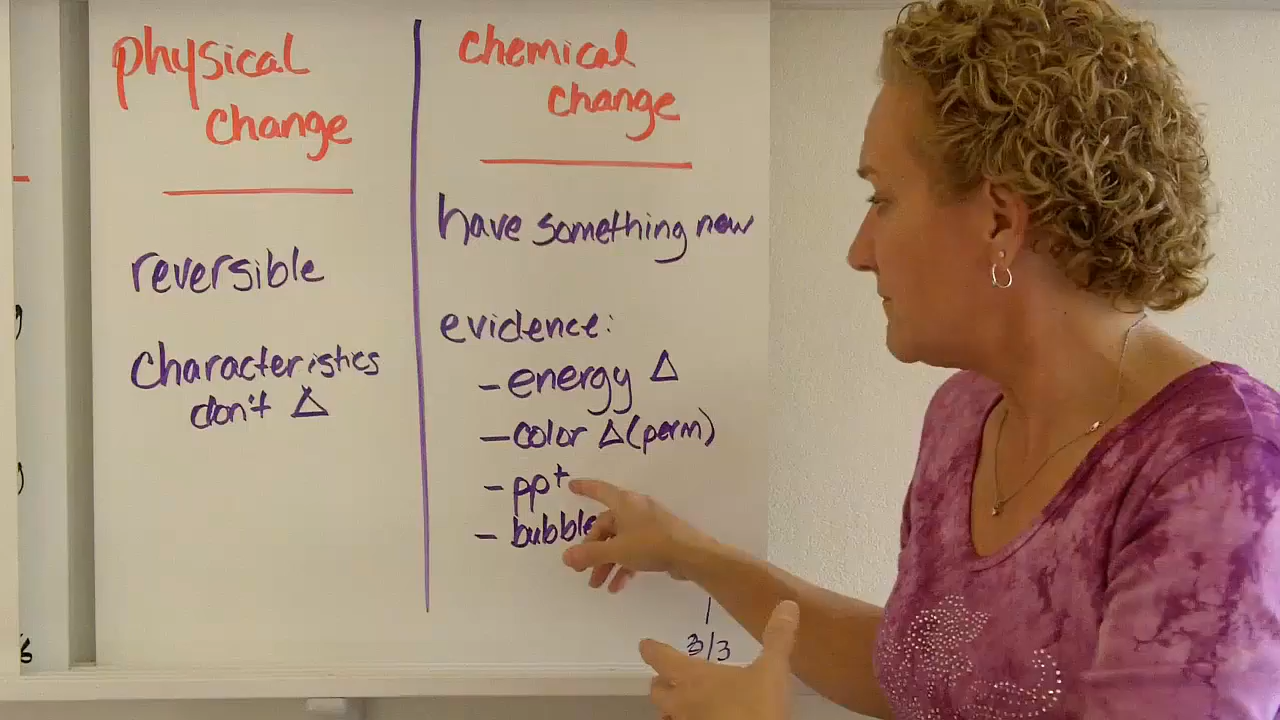 physical
change
reversible
characteristics
don't Δ
chemical
change
have something new
evidence:
- energy Δ
- color Δ (perm)
- ppt
- bubble
3/3